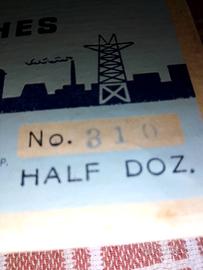 HES
No. 310
P.
HALF DOZ.